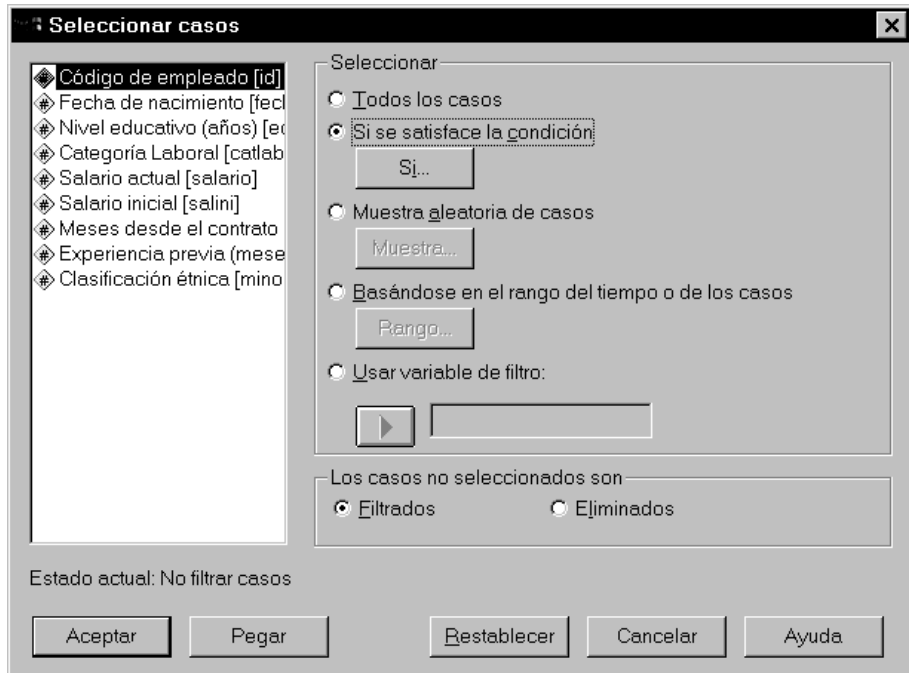 Seleccionar casos
Código de empleado [id]
Fecha de nacimiento [fecl
Nivel educativo (años) [e
Categoría Laboral [catlab
Salario actual [salario]
Salario inicial [salini]
Meses desde el contrato
Experiencia previa (mese
Clasificación étnica [mino
Seleccionar
Todos los casos
Si se satisface la condición
Si...
Muestra aleatoria de casos
Muestra...
Basándose en el rango del tiempo o de los casos
Rango...
Usar variable de filtro:
Los casos no seleccionados son
Filtrados
Eliminados
Estado actual: No filtrar casos
Aceptar
Pegar
Restablecer
Cancelar
Ayuda